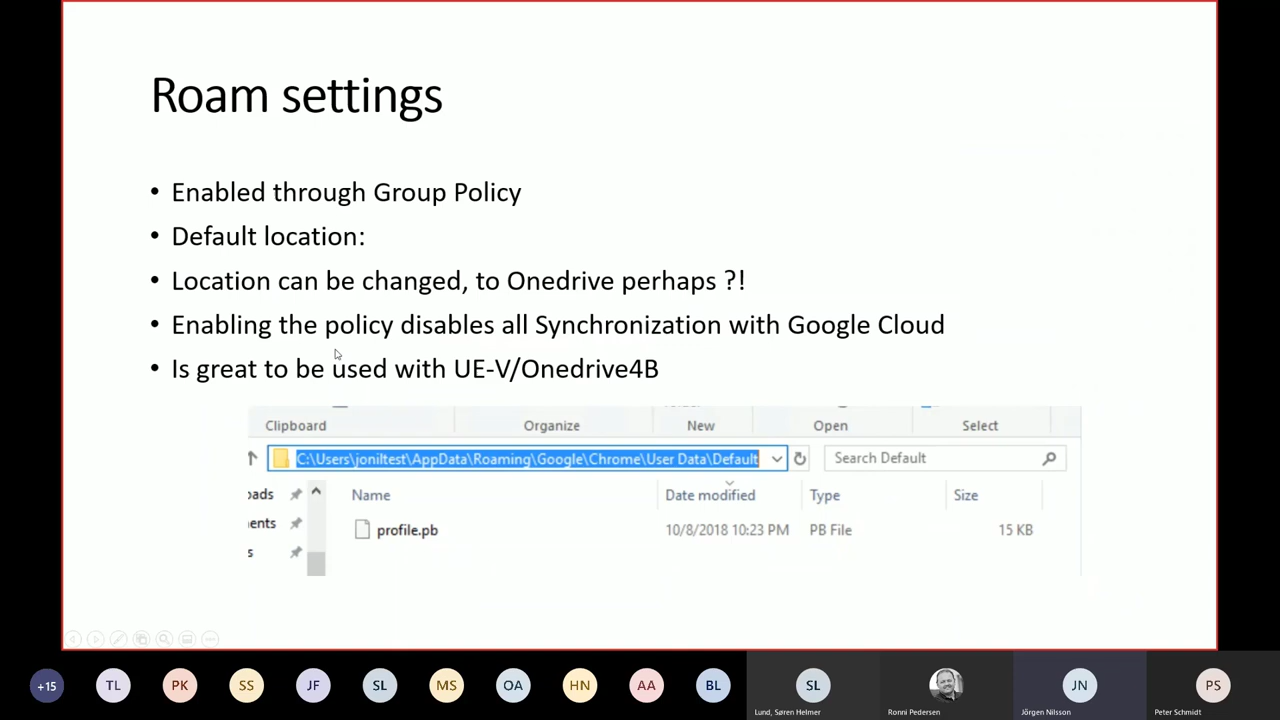 Roam settings
• Enabled through Group Policy
• Default location:
• Location can be changed, to Onedrive perhaps ?!
• Enabling the policy disables all Synchronization with Google Cloud
• Is great to be used with UE-V/Onedrive4B
Clipboard Organize New Open Select
C:\Users\joniltest\AppData\Roaming\Google\Chrome\User Data\Default Search Default
oads Name Date modified Type Size
ents profile.pb 10/8/2018 10:23 PM PB File 15 KB
s
+15 TL PK SS JF SL MS OA HN AA BL SL JN PS
Lund, Søren Helmer Ronni Pedersen Jörgen Nilsson Peter Schmidt